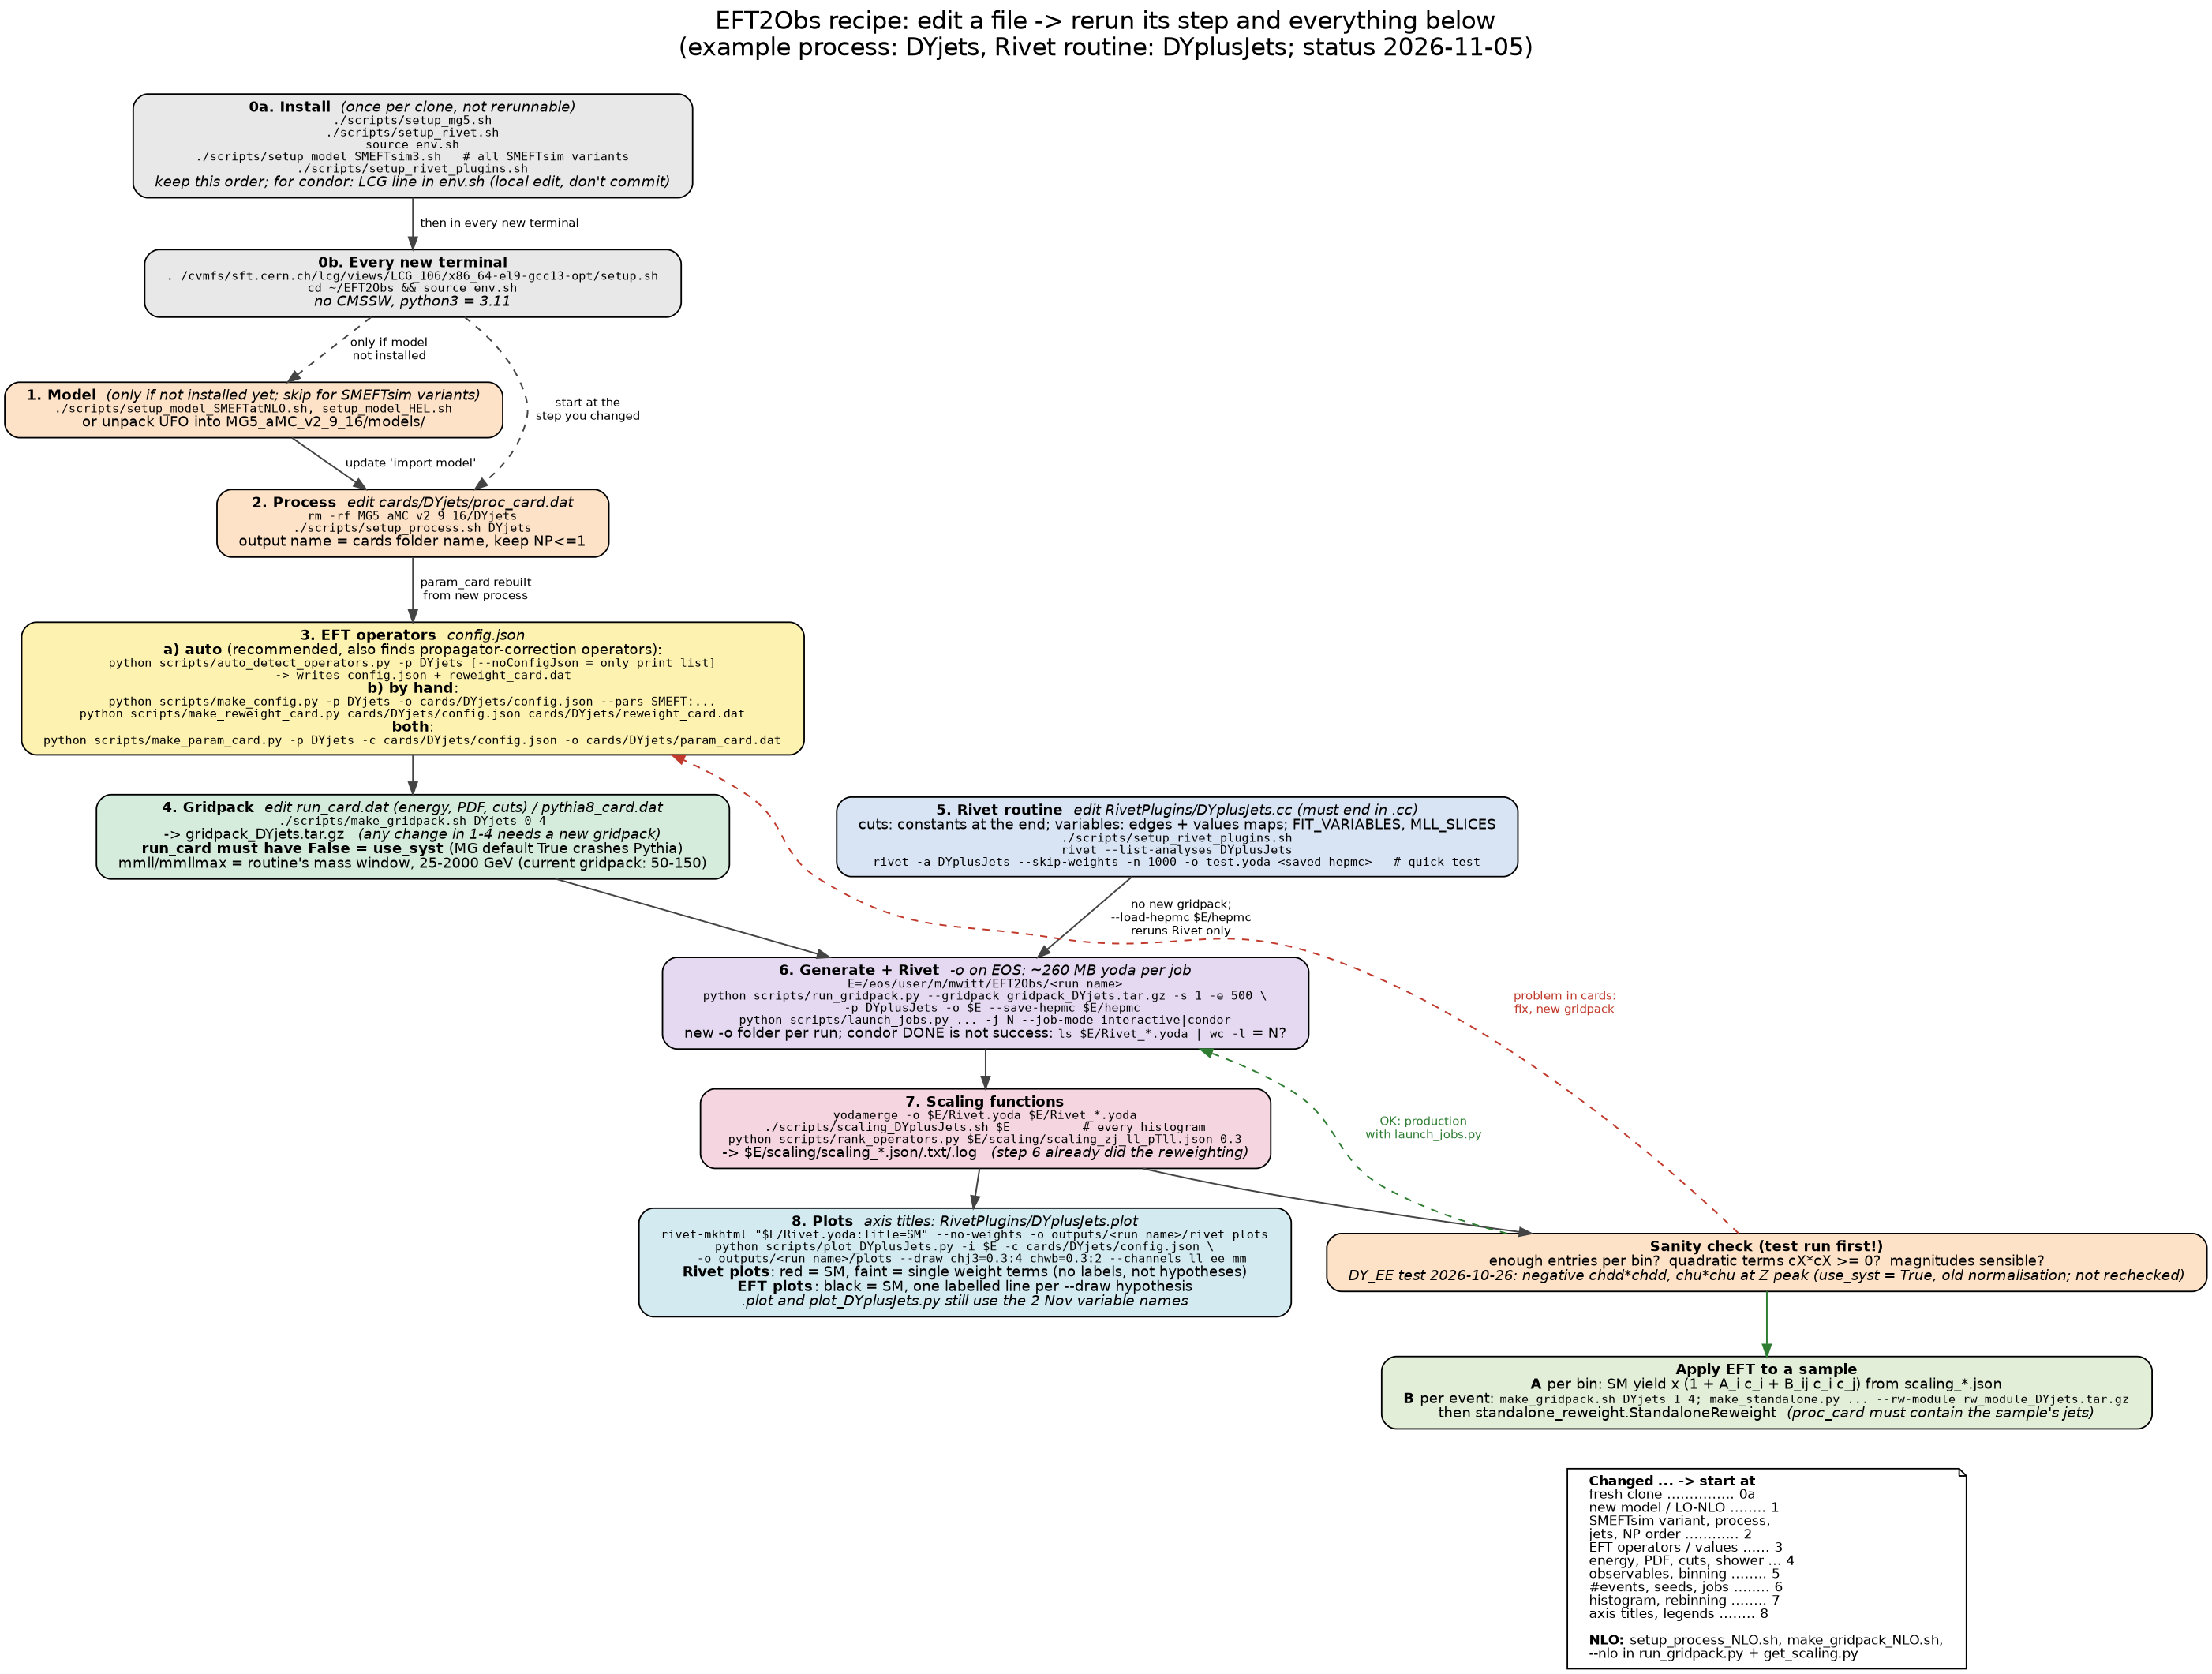 EFT2Obs recipe: edit a file -> rerun its step and everything below
(example process: DYjets, Rivet routine: DYplusJets; status 2026-11-05)
0a. Install (once per clone, not rerunnable)
./scripts/setup_mg5.sh
./scripts/setup_rivet.sh
source env.sh
./scripts/setup_model_SMEFTsim3.sh # all SMEFTsim variants
./scripts/setup_rivet_plugins.sh
keep this order; for condor: LCG line in env.sh (local edit, don't commit)
then in every new terminal
0b. Every new terminal
. /cvmfs/sft.cern.ch/lcg/views/LCG_106/x86_64-el9-gcc13-opt/setup.sh
cd ~/EFT2Obs && source env.sh
no CMSSW, python3 = 3.11
only if model
not installed
start at the
step you changed
1. Model (only if not installed yet; skip for SMEFTsim variants)
./scripts/setup_model_SMEFTatNLO.sh, setup_model_HEL.sh
or unpack UFO into MG5_aMC_v2_9_16/models/
update 'import model'
2. Process edit cards/DYjets/proc_card.dat
rm -rf MG5_aMC_v2_9_16/DYjets
./scripts/setup_process.sh DYjets
output name = cards folder name, keep NP<=1
param_card rebuilt
from new process
3. EFT operators config.json
a) auto (recommended, also finds propagator-correction operators):
python scripts/auto_detect_operators.py -p DYjets [--noConfigJson = only print list]
-> writes config.json + reweight_card.dat
b) by hand:
python scripts/make_config.py -p DYjets -o cards/DYjets/config.json --pars SMEFT:...
python scripts/make_reweight_card.py cards/DYjets/config.json cards/DYjets/reweight_card.dat
both:
python scripts/make_param_card.py -p DYjets -c cards/DYjets/config.json -o cards/DYjets/param_card.dat
4. Gridpack edit run_card.dat (energy, PDF, cuts) / pythia8_card.dat
./scripts/make_gridpack.sh DYjets 0 4
-> gridpack_DYjets.tar.gz (any change in 1-4 needs a new gridpack)
run_card must have False = use_syst (MG default True crashes Pythia)
mmll/mmllmax = routine's mass window, 25-2000 GeV (current gridpack: 50-150)
5. Rivet routine edit RivetPlugins/DYplusJets.cc (must end in .cc)
cuts: constants at the end; variables: edges + values maps; FIT_VARIABLES, MLL_SLICES
./scripts/setup_rivet_plugins.sh
rivet --list-analyses DYplusJets
rivet -a DYplusJets --skip-weights -n 1000 -o test.yoda <saved hepmc> # quick test
no new gridpack;
--load-hepmc $E/hepmc
reruns Rivet only
6. Generate + Rivet -o on EOS: ~260 MB yoda per job
E=/eos/user/m/mwitt/EFT2Obs/<run name>
python scripts/run_gridpack.py --gridpack gridpack_DYjets.tar.gz -s 1 -e 500 \
-p DYplusJets -o $E --save-hepmc $E/hepmc
python scripts/launch_jobs.py ... -j N --job-mode interactive|condor
new -o folder per run; condor DONE is not success: ls $E/Rivet_*.yoda | wc -l = N?
problem in cards:
fix, new gridpack
7. Scaling functions
yodamerge -o $E/Rivet.yoda $E/Rivet_*.yoda
./scripts/scaling_DYplusJets.sh $E # every histogram
python scripts/rank_operators.py $E/scaling/scaling_zj_ll_pTll.json 0.3
-> $E/scaling/scaling_*.json/.txt/.log (step 6 already did the reweighting)
OK: production
with launch_jobs.py
8. Plots axis titles: RivetPlugins/DYplusJets.plot
rivet-mkhtml "$E/Rivet.yoda:Title=SM" --no-weights -o outputs/<run name>/rivet_plots
python scripts/plot_DYplusJets.py -i $E -c cards/DYjets/config.json \
-o outputs/<run name>/plots --draw chj3=0.3:4 chwb=0.3:2 --channels ll ee mm
Rivet plots: red = SM, faint = single weight terms (no labels, not hypotheses)
EFT plots: black = SM, one labelled line per --draw hypothesis
.plot and plot_DYplusJets.py still use the 2 Nov variable names
Sanity check (test run first!)
enough entries per bin? quadratic terms cX*cX >= 0? magnitudes sensible?
DY_EE test 2026-10-26: negative chdd*chdd, chu*chu at Z peak (use_syst = True, old normalisation; not rechecked)
Apply EFT to a sample
A per bin: SM yield x (1 + A_i c_i + B_ij c_i c_j) from scaling_*.json
B per event: make_gridpack.sh DYjets 1 4; make_standalone.py ... --rw-module rw_module_DYjets.tar.gz
then standalone_reweight.StandaloneReweight (proc_card must contain the sample's jets)
Changed ... -> start at
fresh clone ............... 0a
new model / LO-NLO ........ 1
SMEFTsim variant, process,
jets, NP order ............ 2
EFT operators / values ...... 3
energy, PDF, cuts, shower ... 4
observables, binning ........ 5
#events, seeds, jobs ........ 6
histogram, rebinning ........ 7
axis titles, legends ........ 8
NLO: setup_process_NLO.sh, make_gridpack_NLO.sh,
--nlo in run_gridpack.py + get_scaling.py